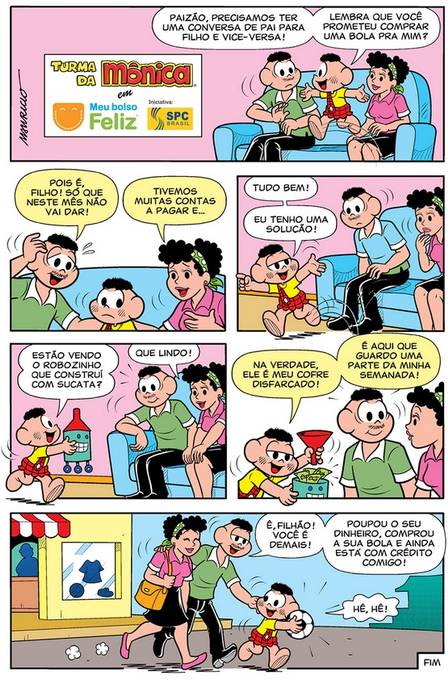 PAIZÃO, PRECISAMOS TER
UMA CONVERSA DE PAI PARA
FILHO E VICE-VERSA!
LEMBRA QUE VOCÊ
PROMETEU COMPRAR
UMA BOLA PRA MIM?
TURMA
DA MÔNICA
em
Meu bolso
Feliz
Iniciativa:
SPC
BRASIL
MAURICIO
POIS É,
FILHO! SÓ QUE
NESTE MÊS NÃO
VAI DAR!
TIVEMOS
MUITAS CONTAS
A PAGAR E...
TUDO BEM!
EU TENHO UMA
SOLUÇÃO!
ESTÃO VENDO
O ROBOZINHO
QUE CONSTRUÍ
COM SUCATA?
QUE LINDO!
NA VERDADE,
ELE É MEU COFRE
DISFARÇADO!
É AQUI QUE
GUARDO UMA
PARTE DA MINHA
SEMANADA!
É, FILHÃO!
VOCÊ É
DEMAIS!
POUPOU O SEU
DINHEIRO, COMPROU
A SUA BOLA E AINDA
ESTÁ COM CRÉDITO
COMIGO!
HÊ, HÊ!
FIM